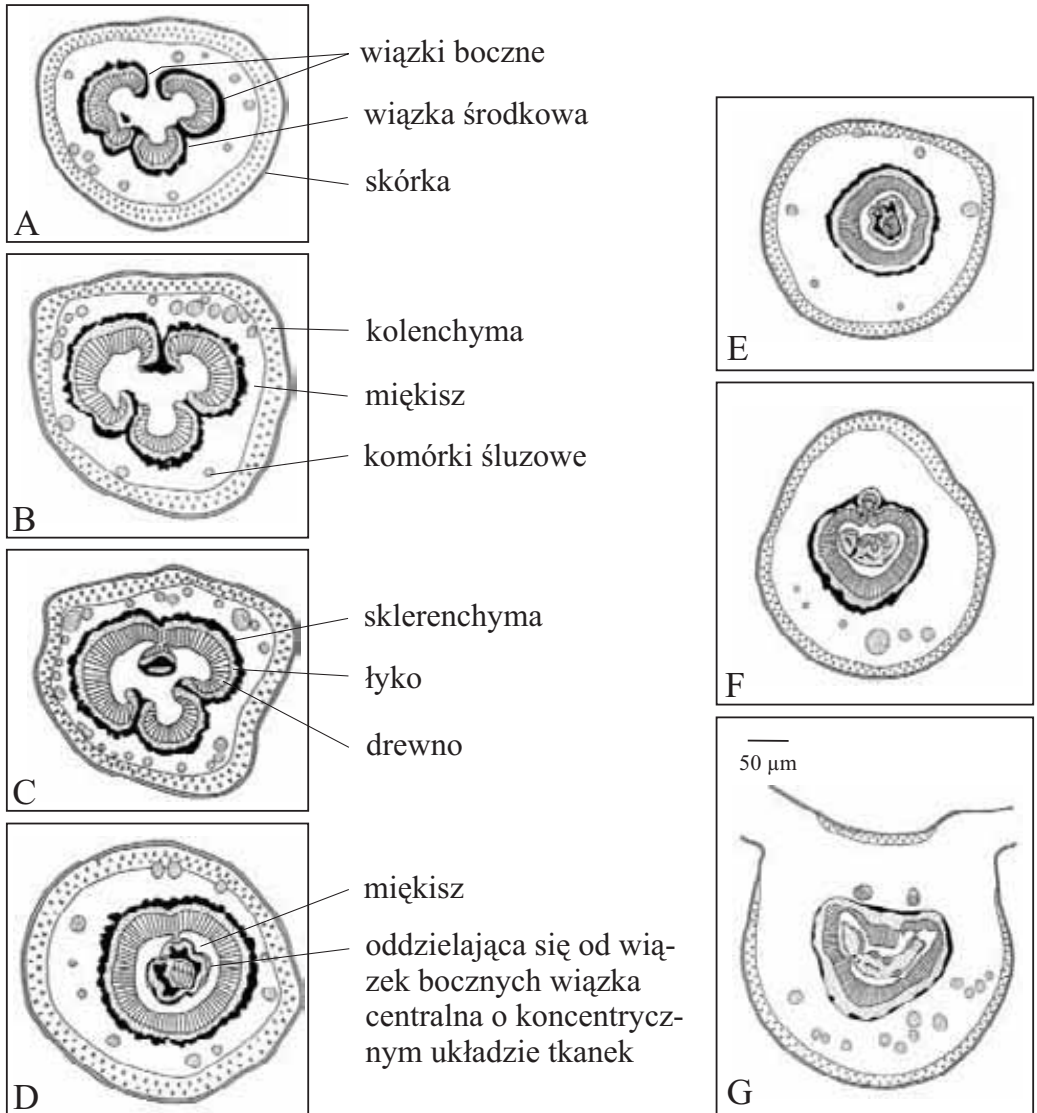 wiązki boczne
wiązka środkowa
skórka
A
kolenchyma
miękisz
komórki śluzowe
B
sklerenchyma
łyko
drewno
C
miękisz
oddzielająca się od wią-
zek bocznych wiązka
centralna o koncentrycz-
nym układzie tkanek
D
E
F
50 µm
G